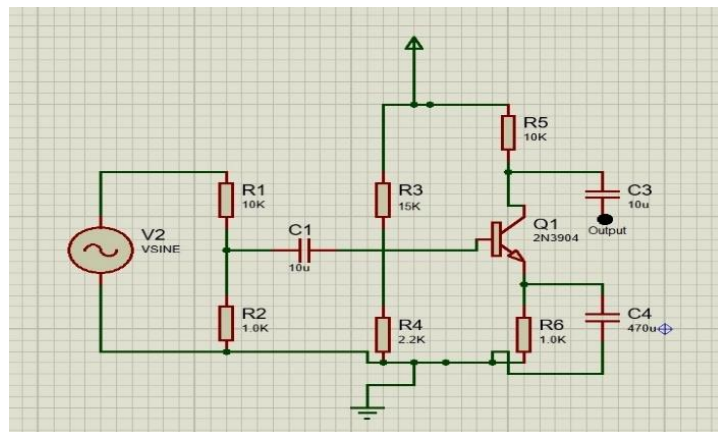 R5
10K
R1
10K
R3
15K
C3
10u
V2
VSINE
C1
10u
Q1
2N3904
Output
R2
1.0K
R4
2.2K
R6
1.0K
C4
470u